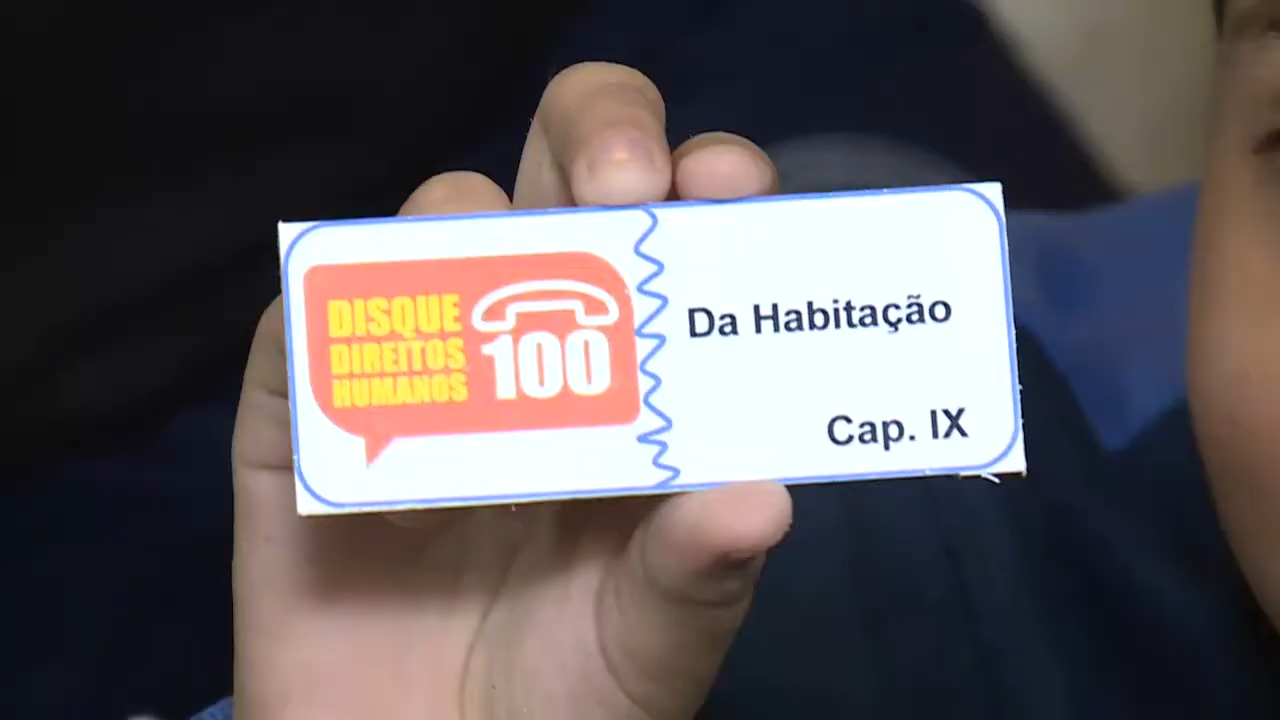 DISQUE
DIREITOS
HUMANOS
100
Da Habitação
Cap. IX